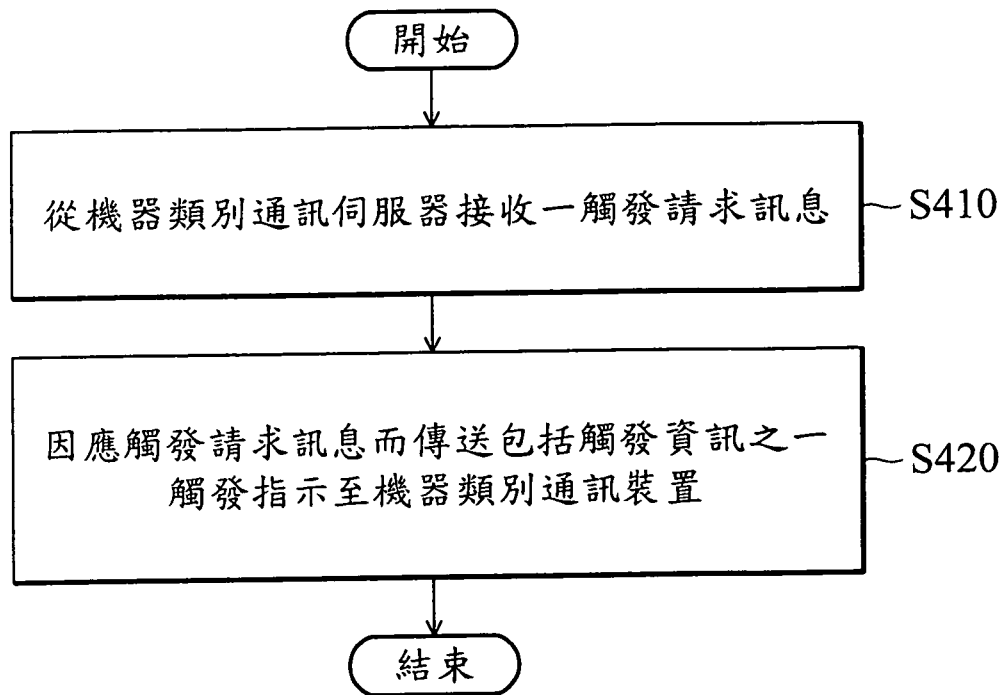 開始
從機器類別通訊伺服器接收一觸發請求訊息
S410
因應觸發請求訊息而傳送包括觸發資訊之一
觸發指示至機器類別通訊裝置
S420
結束